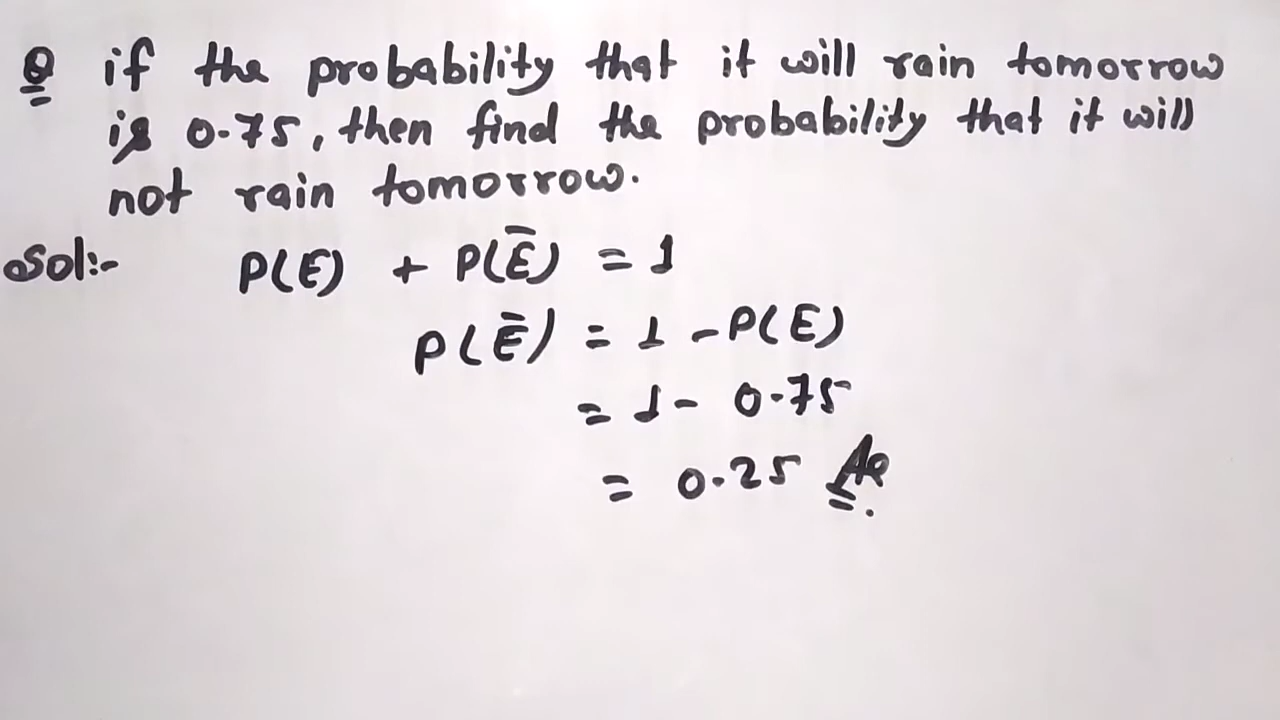 Q if the probability that it will rain tomorrow
is 0.75, then find the probability that it will
not rain tomorrow.
Sol:- P(E) + P(Ē) = 1
P(Ē) = 1 - P(E)
= 1 - 0.75
= 0.25